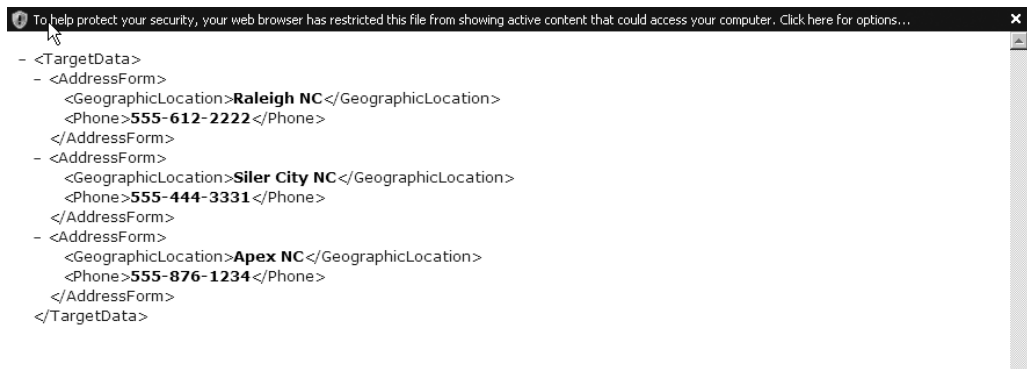 To help protect your security, your web browser has restricted this file from showing active content that could access your computer. Click here for options...
- <TargetData>
- <AddressForm>
<GeographicLocation>Raleigh NC</GeographicLocation>
<Phone>555-612-2222</Phone>
</AddressForm>
- <AddressForm>
<GeographicLocation>Siler City NC</GeographicLocation>
<Phone>555-444-3331</Phone>
</AddressForm>
- <AddressForm>
<GeographicLocation>Apex NC</GeographicLocation>
<Phone>555-876-1234</Phone>
</AddressForm>
</TargetData>